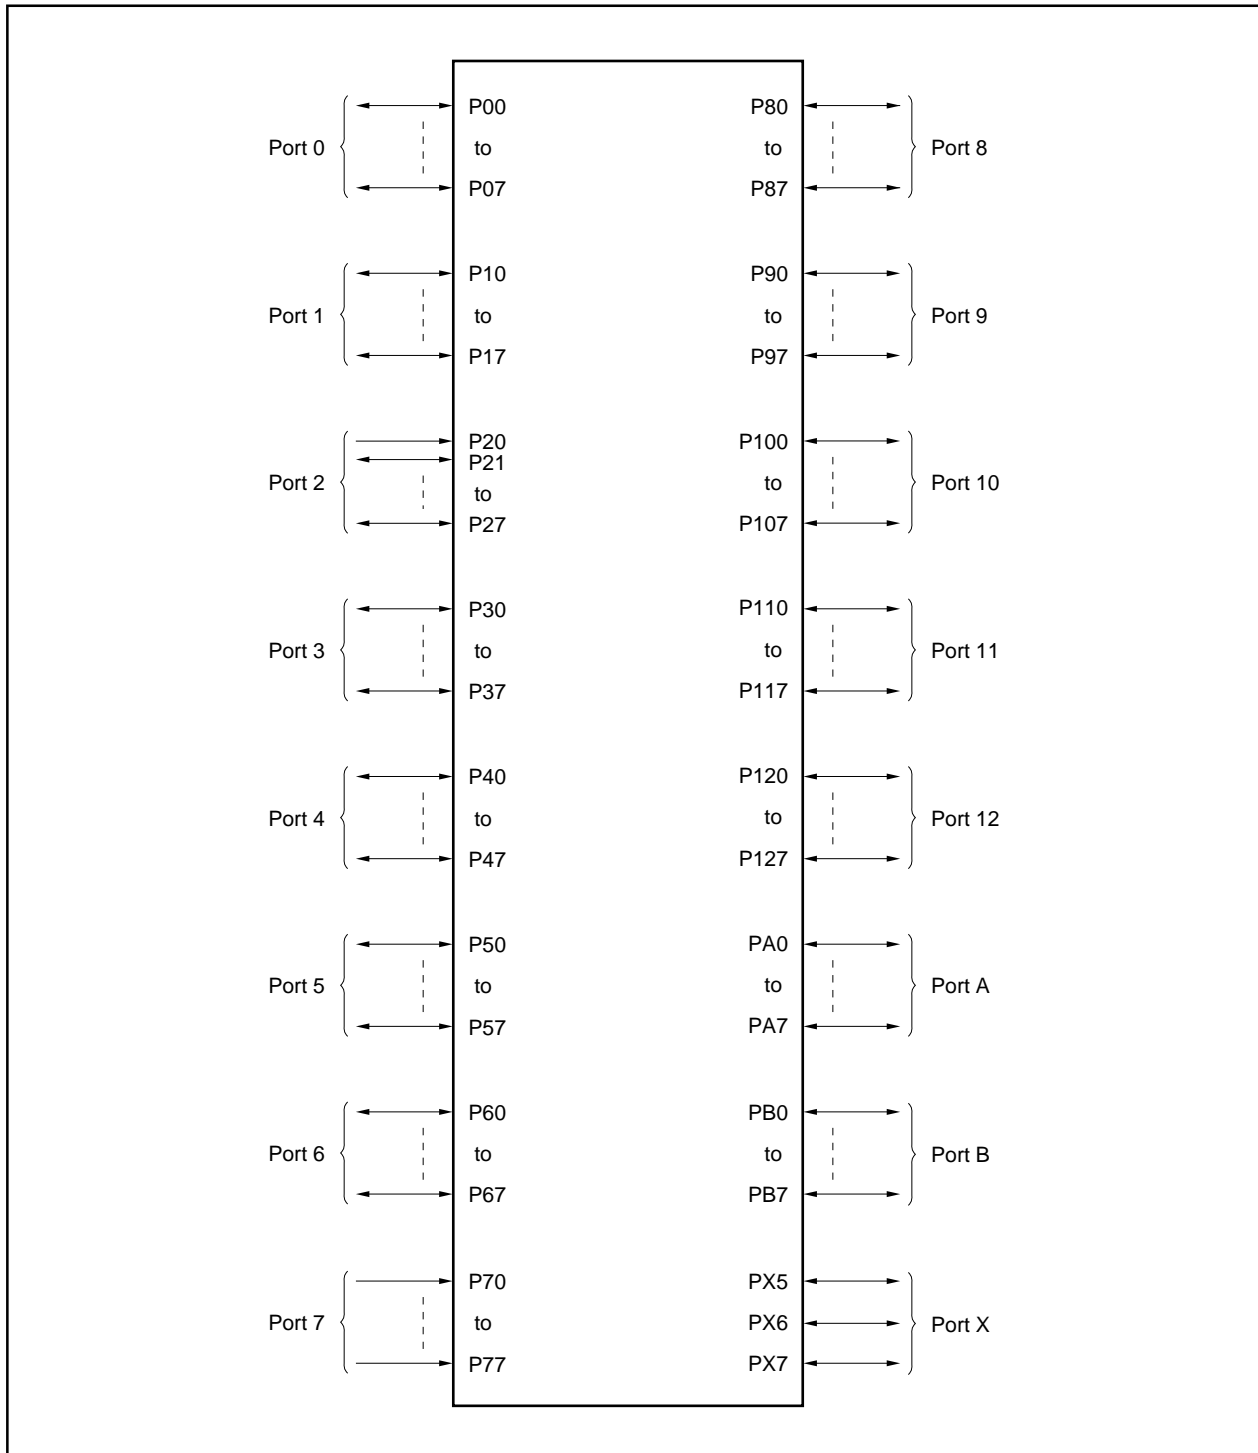 Port 0
P00
to
P07
Port 1
P10
to
P17
Port 2
P20
P21
to
P27
Port 3
P30
to
P37
Port 4
P40
to
P47
Port 5
P50
to
P57
Port 6
P60
to
P67
Port 7
P70
to
P77
P80
to
P87
Port 8
P90
to
P97
Port 9
P100
to
P107
Port 10
P110
to
P117
Port 11
P120
to
P127
Port 12
PA0
to
PA7
Port A
PB0
to
PB7
Port B
PX5
PX6
PX7
Port X